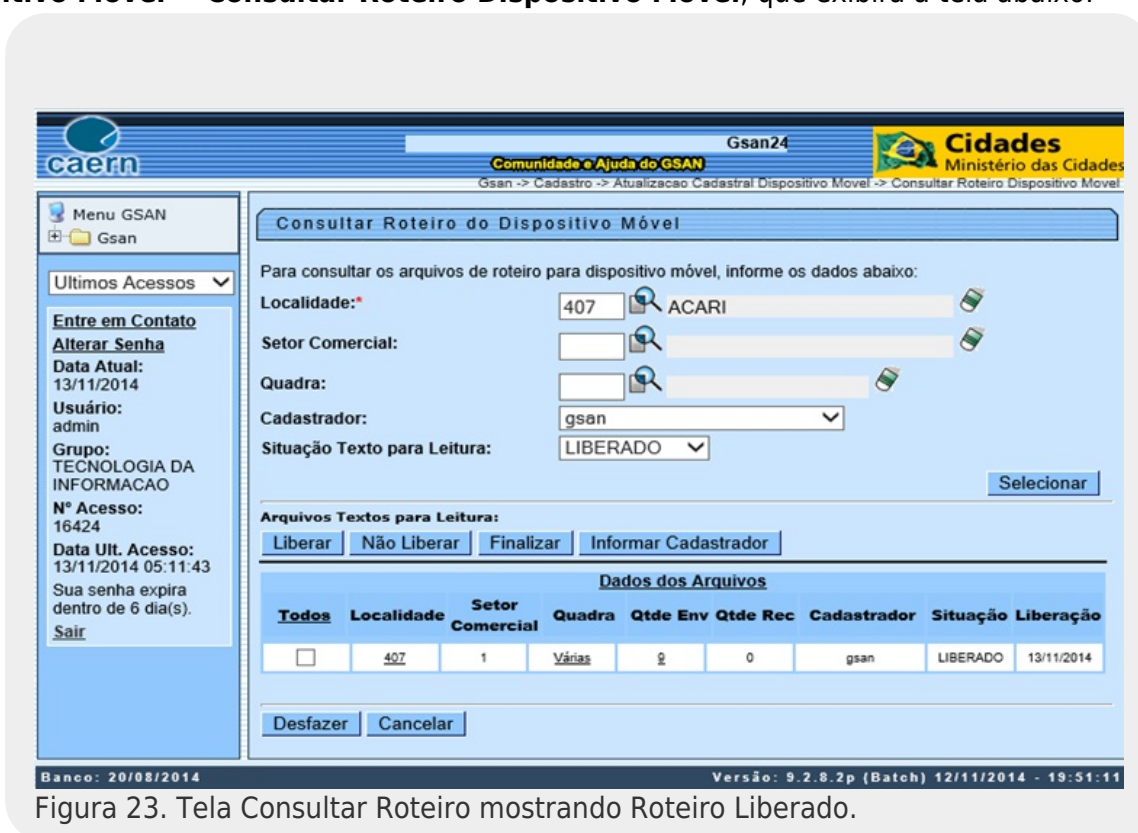 itivo Móvel -> Consultar Roteiro Dispositivo Móvel, que exibirá a tela abaixo:
caern
Gsan24
Comunidade e Ajuda do GSAN
Cidades
Ministério das Cidades
Gsan -> Cadastro -> Atualizacao Cadastral Dispositivo Movel -> Consultar Roteiro Dispositivo Movel
Menu GSAN
Gsan
Ultimos Acessos
Entre em Contato
Alterar Senha
Data Atual:
13/11/2014
Usuário:
admin
Grupo:
TECNOLOGIA DA
INFORMACAO
Nº Acesso:
16424
Data Ult. Acesso:
13/11/2014 05:11:43
Sua senha expira
dentro de 6 dia(s).
Sair
Consultar Roteiro do Dispositivo Móvel
Para consultar os arquivos de roteiro para dispositivo móvel, informe os dados abaixo:
Localidade:* 407 ACARI
Setor Comercial:
Quadra:
Cadastrador: gsan
Situação Texto para Leitura: LIBERADO
Selecionar
Arquivos Textos para Leitura:
Liberar Não Liberar Finalizar Informar Cadastrador
Dados dos Arquivos
Todos Localidade Setor Comercial Quadra Qtde Env Qtde Rec Cadastrador Situação Liberação
407 1 Várias 9 0 gsan LIBERADO 13/11/2014
Desfazer Cancelar
Banco: 20/08/2014 Versão: 9.2.8.2p (Batch) 12/11/2014 - 19:51:11
Figura 23. Tela Consultar Roteiro mostrando Roteiro Liberado.